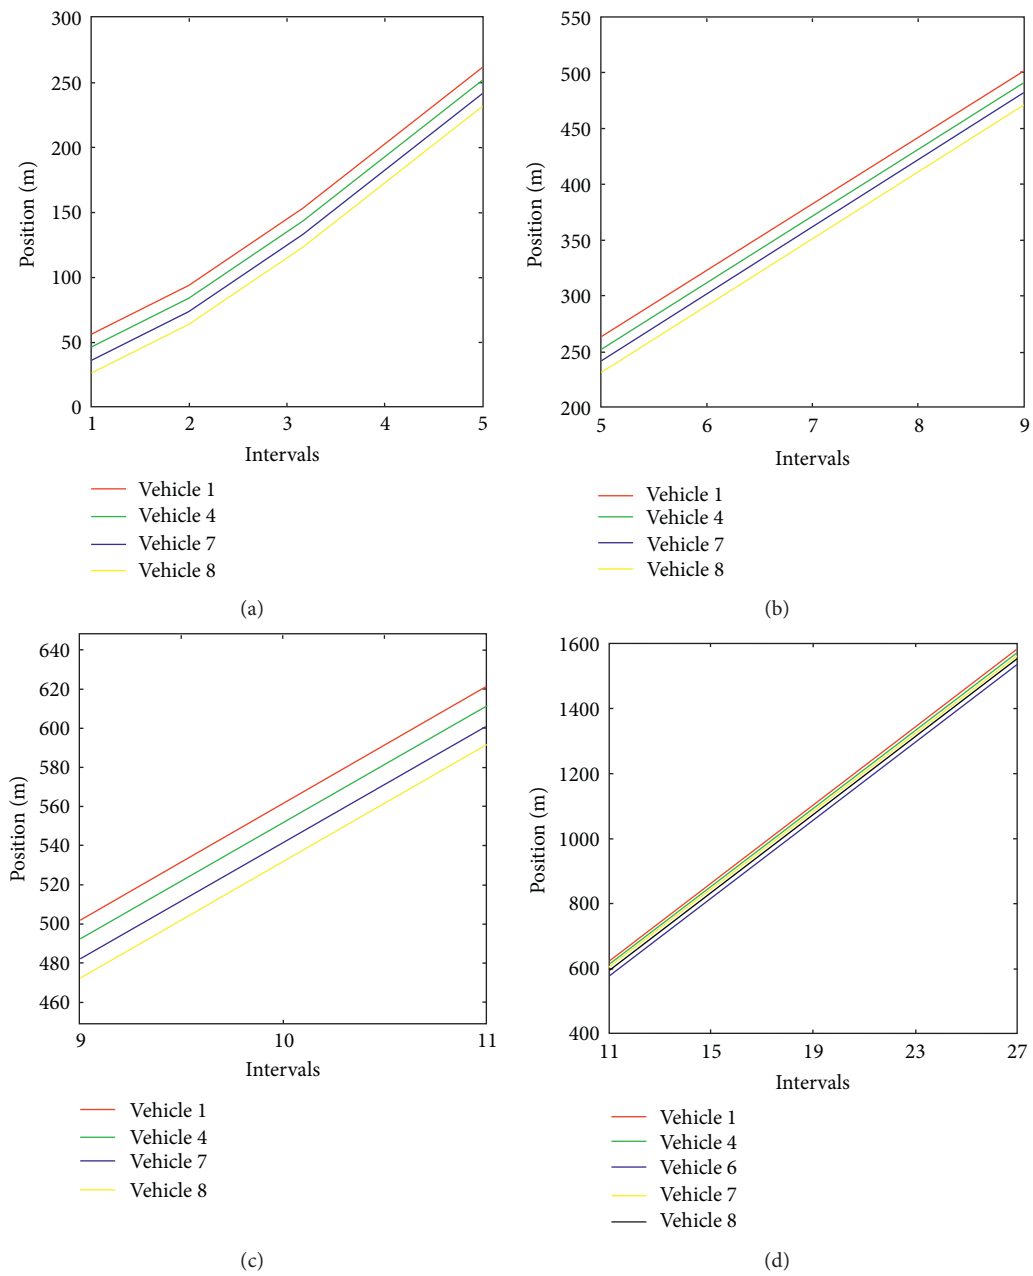 300
250
200
150
100
50
0
Position (m)
1 2 3 4 5
Intervals
Vehicle 1
Vehicle 4
Vehicle 7
Vehicle 8
(a)
550
500
450
400
350
300
250
200
Position (m)
5 6 7 8 9
Intervals
Vehicle 1
Vehicle 4
Vehicle 7
Vehicle 8
(b)
640
620
600
580
560
540
520
500
480
460
Position (m)
9 10 11
Intervals
Vehicle 1
Vehicle 4
Vehicle 7
Vehicle 8
(c)
1600
1400
1200
1000
800
600
400
Position (m)
11 15 19 23 27
Intervals
Vehicle 1
Vehicle 4
Vehicle 6
Vehicle 7
Vehicle 8
(d)